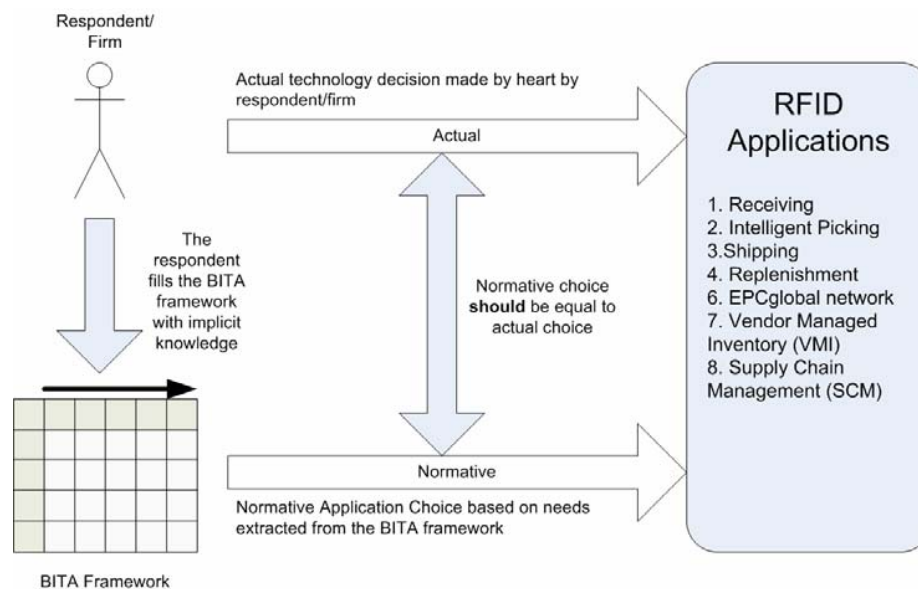 Respondent/
Firm
Actual technology decision made by heart by
respondent/firm
Actual
The
respondent
fills the BITA
framework
with implicit
knowledge
Normative choice
should be equal to
actual choice
Normative
Normative Application Choice based on needs
extracted from the BITA framework
BITA Framework
RFID
Applications
1. Receiving
2. Intelligent Picking
3.Shipping
4. Replenishment
6. EPCglobal network
7. Vendor Managed
Inventory (VMI)
8. Supply Chain
Management (SCM)